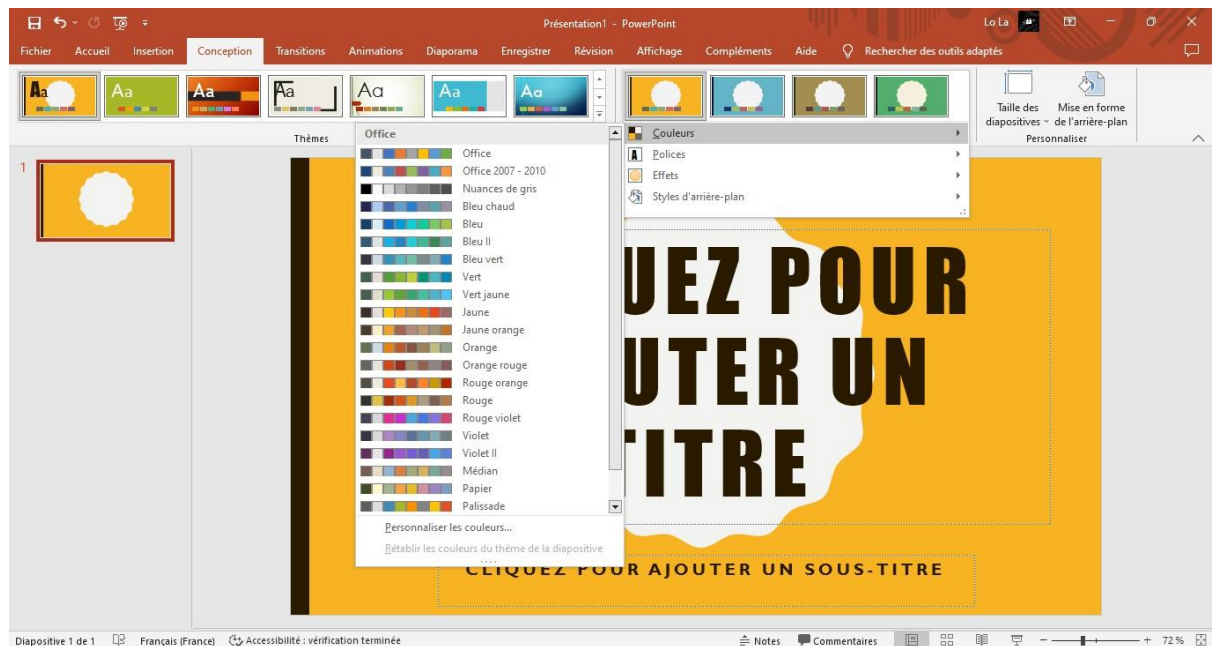 Présentation1 - PowerPoint
Lo La
Fichier Accueil Insertion Conception Transitions Animations Diaporama Enregistrer Révision Affichage Compléments Aide Rechercher des outils adaptés
Aa Aa Aa Aa Aa Aa Aa
Taille des diapositives
Mise en forme de l'arrière-plan
Thèmes
Personnaliser
Office
Office
Office 2007 - 2010
Nuances de gris
Bleu chaud
Bleu
Bleu II
Bleu vert
Vert
Vert jaune
Jaune
Jaune orange
Orange
Orange rouge
Rouge orange
Rouge
Rouge violet
Violet
Violet II
Médian
Papier
Palissade
Personnaliser les couleurs...
Rétablir les couleurs du thème de la diapositive
Couleurs
A Polices
Effets
Styles d'arrière-plan
1
UEZ POUR
UTER UN
TITRE
CLIQUEZ POUR AJOUTER UN SOUS-TITRE
Diapositive 1 de 1 Français (France) Accessibilité : vérification terminée Notes Commentaires 72 %